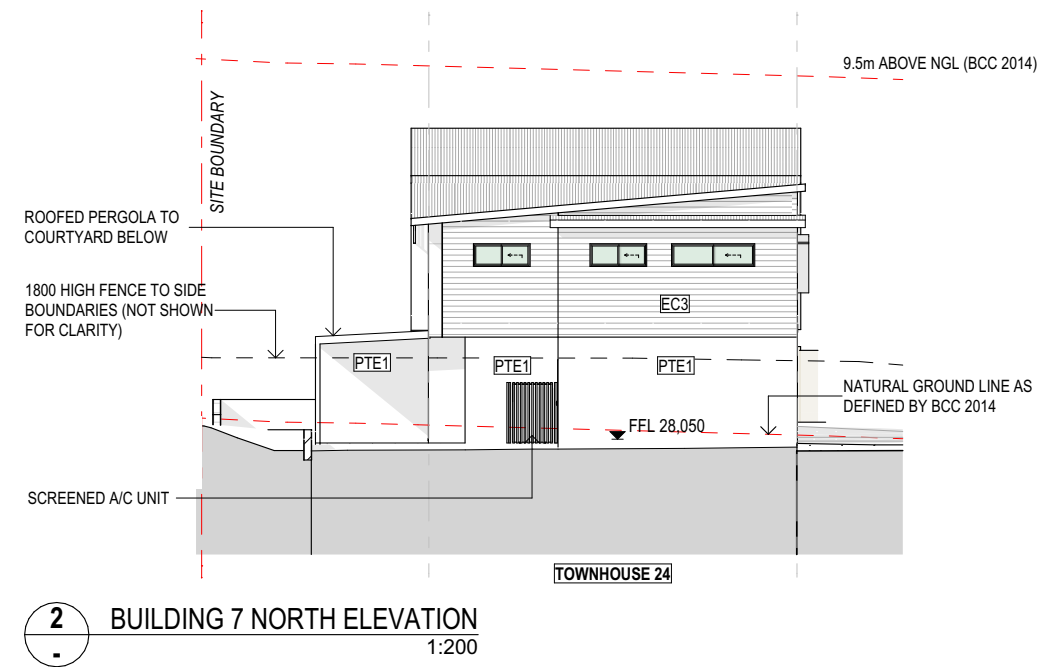 9.5m ABOVE NGL (BCC 2014)
SITE BOUNDARY
ROOFED PERGOLA TO
COURTYARD BELOW
1800 HIGH FENCE TO SIDE
BOUNDARIES (NOT SHOWN
FOR CLARITY)
EC3
PTE1
PTE1
PTE1
NATURAL GROUND LINE AS
DEFINED BY BCC 2014
FFL 28,050
SCREENED A/C UNIT
TOWNHOUSE 24
2
-
BUILDING 7 NORTH ELEVATION
1:200